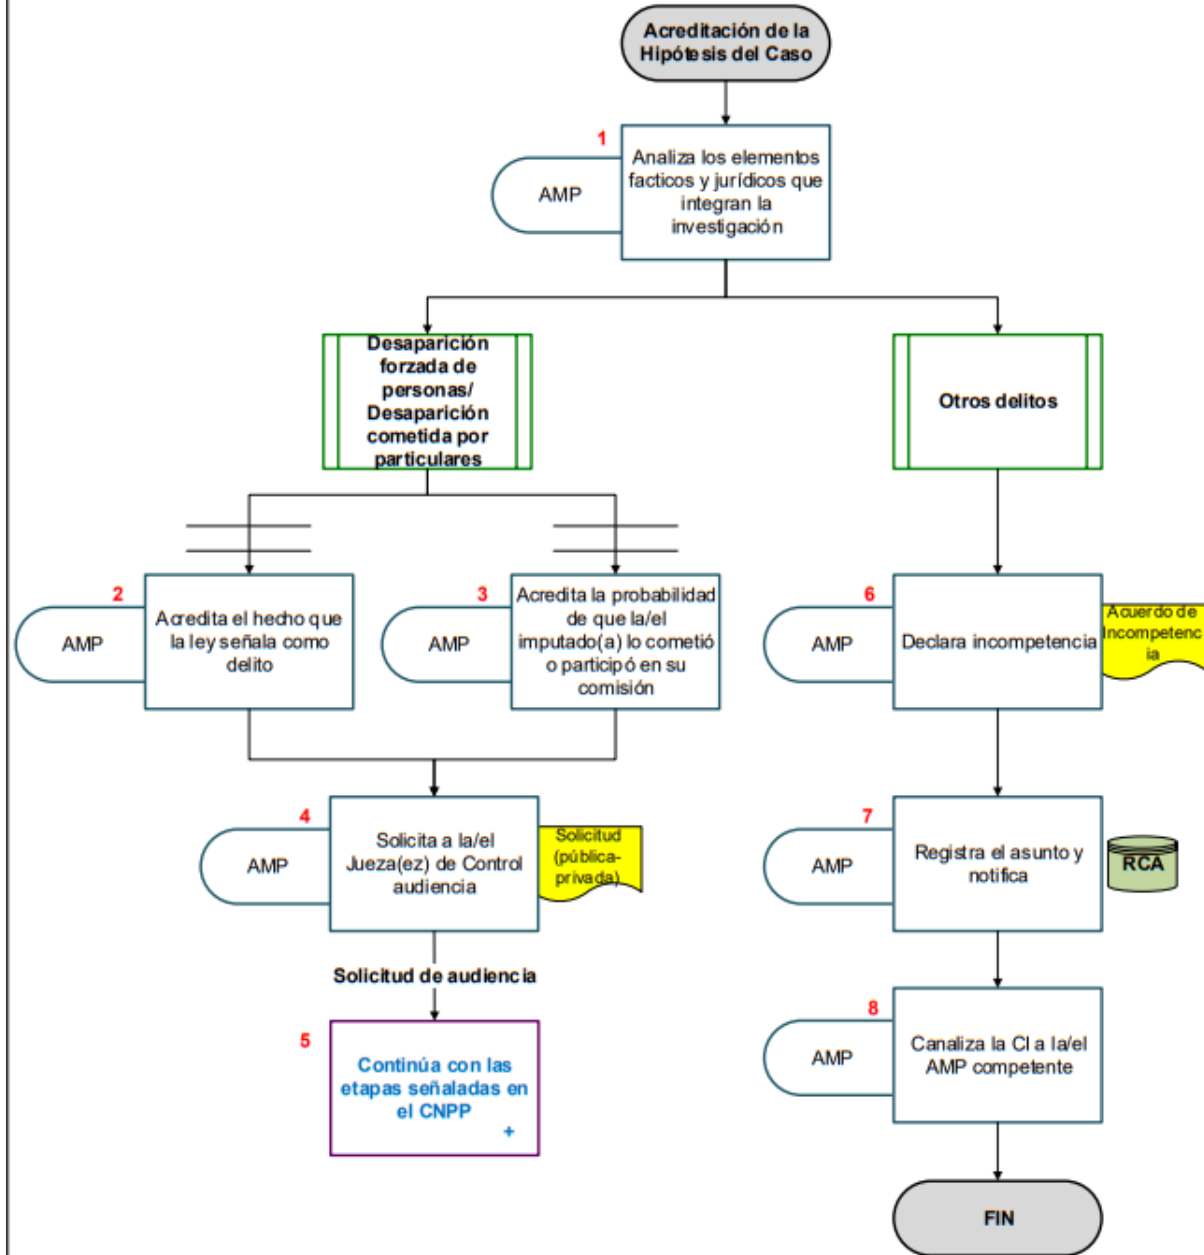 Acreditación de la
Hipótesis del Caso
1
Analiza los elementos
facticos y jurídicos que
integran la
investigación
AMP
Desaparición
forzada de
personas/
Desaparición
cometida por
particulares
Otros delitos
2
Acredita el hecho que
la ley señala como
delito
AMP
3
Acredita la probabilidad
de que la/el
imputado(a) lo cometió
o participó en su
comisión
AMP
6
Declara incompetencia
AMP
Acuerdo de
Incompetenc
ia
4
Solicita a la/el
Jueza(ez) de Control
audiencia
AMP
Solicitud
(pública-
privada)
7
Registra el asunto y
notifica
AMP
RCA
Solicitud de audiencia
5
Continúa con las
etapas señaladas en
el CNPP
+
8
Canaliza la CI a la/el
AMP competente
AMP
FIN